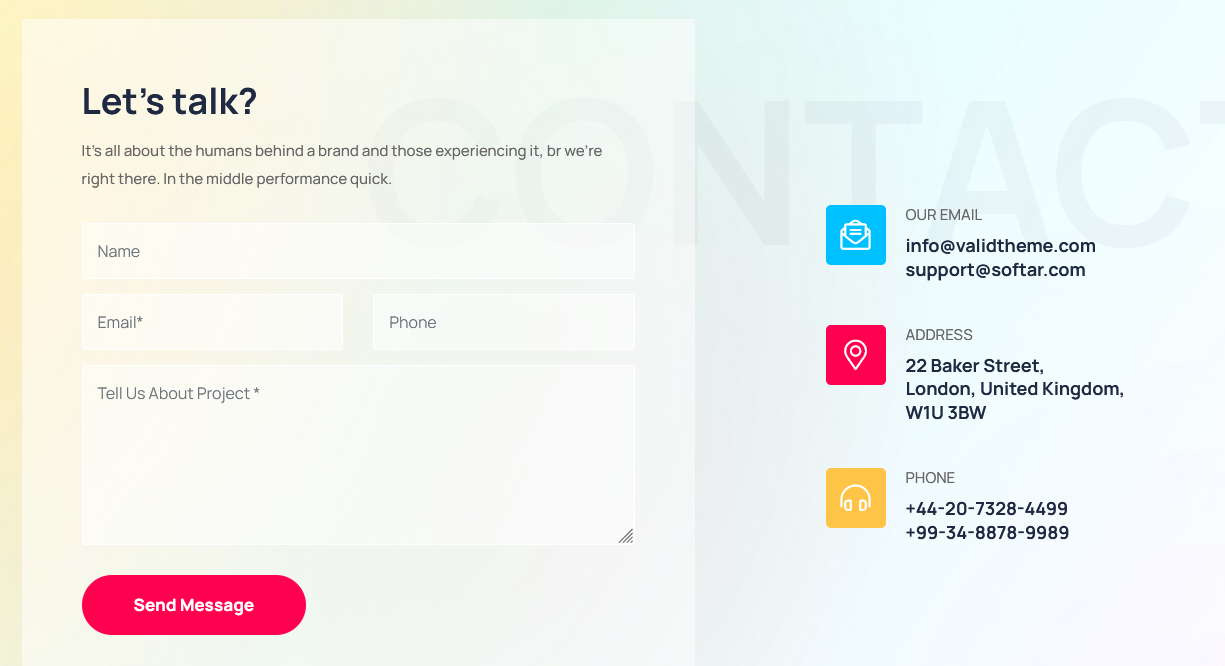 CONTACT
Let's talk?
It's all about the humans behind a brand and those experiencing it, br we're
right there. In the middle performance quick.
Name
Email*
Phone
Tell Us About Project *
Send Message
OUR EMAIL
info@validtheme.com
support@softar.com
ADDRESS
22 Baker Street,
London, United Kingdom,
W1U 3BW
PHONE
+44-20-7328-4499
+99-34-8878-9989